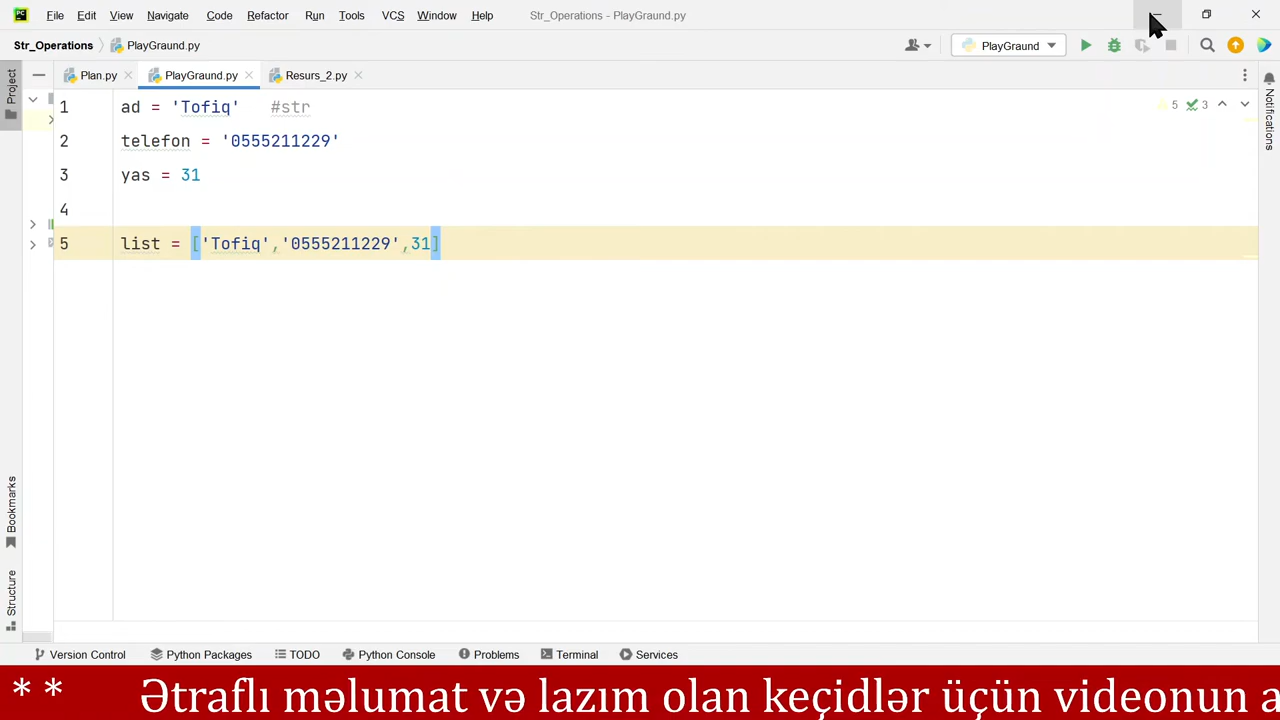 File Edit View Navigate Code Refactor Run Tools VCS Window Help Str_Operations - PlayGraund.py
Str_Operations PlayGraund.py PlayGraund
Project Plan.py PlayGraund.py Resurs_2.py
1 ad = 'Tofiq' #str 5 3
2 telefon = '0555211229'
3 yas = 31
4
5 list = ['Tofiq','0555211229',31]
Notifications
Bookmarks
Structure
Version Control Python Packages TODO Python Console Problems Terminal Services
* * Ətraflı məlumat və lazım olan keçidlər üçün videonun a